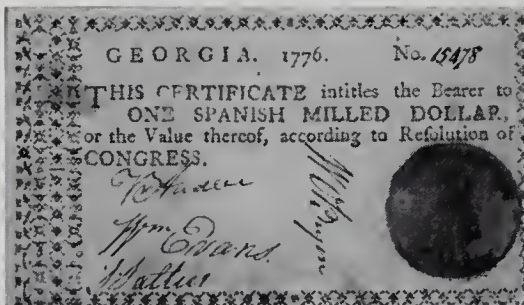 GEORGIA. 1776. No. 15478
THIS CERTIFICATE intitles the Bearer to
ONE SPANISH MILLED DOLLAR,
or the Value thereof, according to Reſolution of
CONGRESS.
Wm Evans.